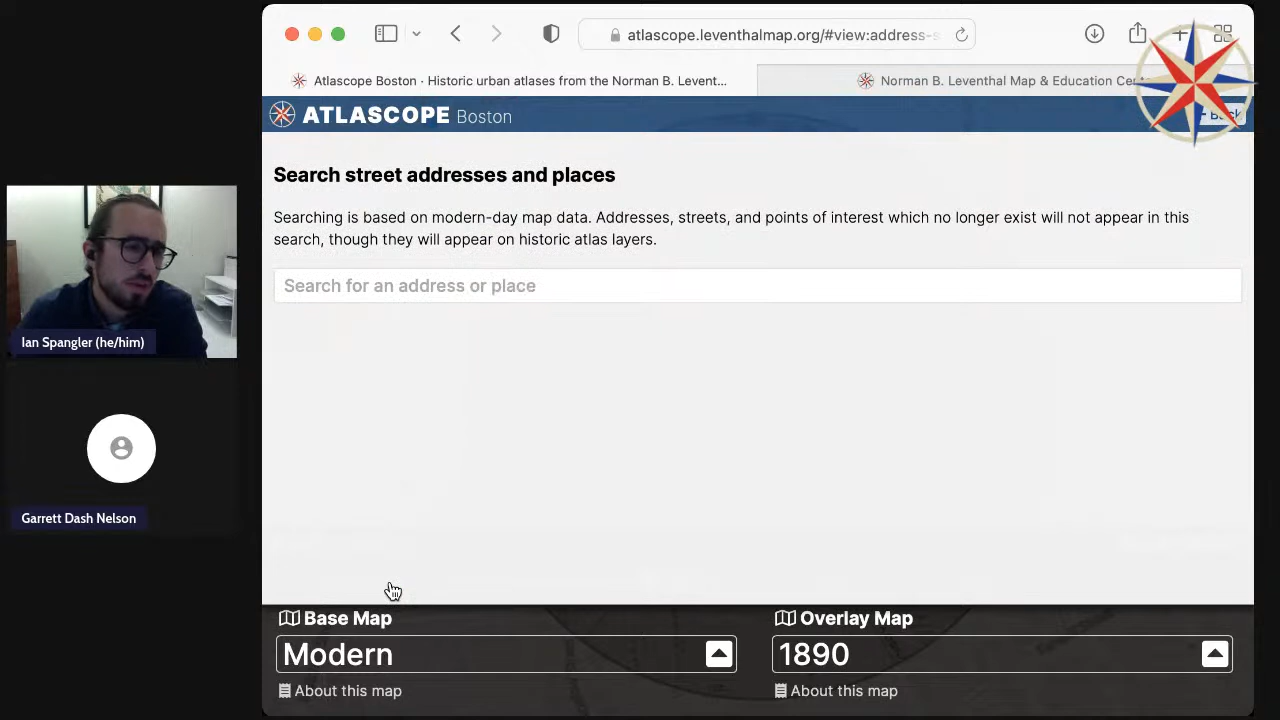 atlascope.leventhalmap.org/#view:address-s
Atlascope Boston · Historic urban atlases from the Norman B. Levent...
Norman B. Leventhal Map & Education Cen
ATLASCOPE Boston
Search street addresses and places
Searching is based on modern-day map data. Addresses, streets, and points of interest which no longer exist will not appear in this
search, though they will appear on historic atlas layers.
Search for an address or place
Ian Spangler (he/him)
Garrett Dash Nelson
Base Map
Modern
About this map
Overlay Map
1890
About this map